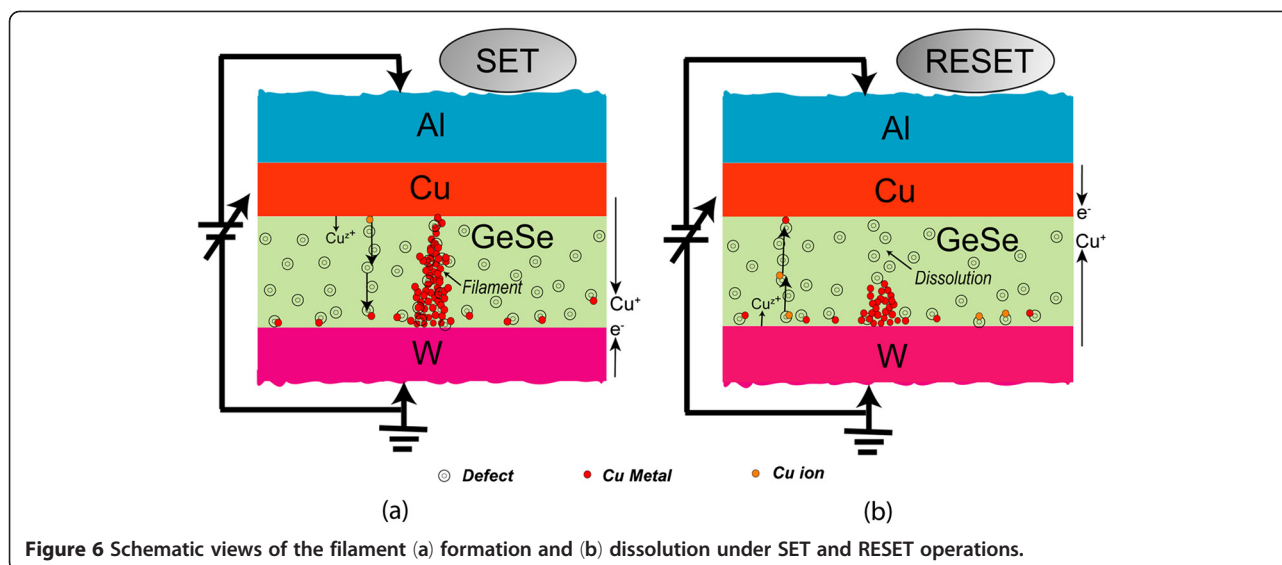 SET
Al
Cu
Cu^z+
GeSe
Filament
Cu+
e-
W
RESET
Al
Cu
e-
GeSe
Cu+
Dissolution
Cu^z+
W
Defect
Cu Metal
Cu ion
(a)
(b)
Figure 6 Schematic views of the filament (a) formation and (b) dissolution under SET and RESET operations.